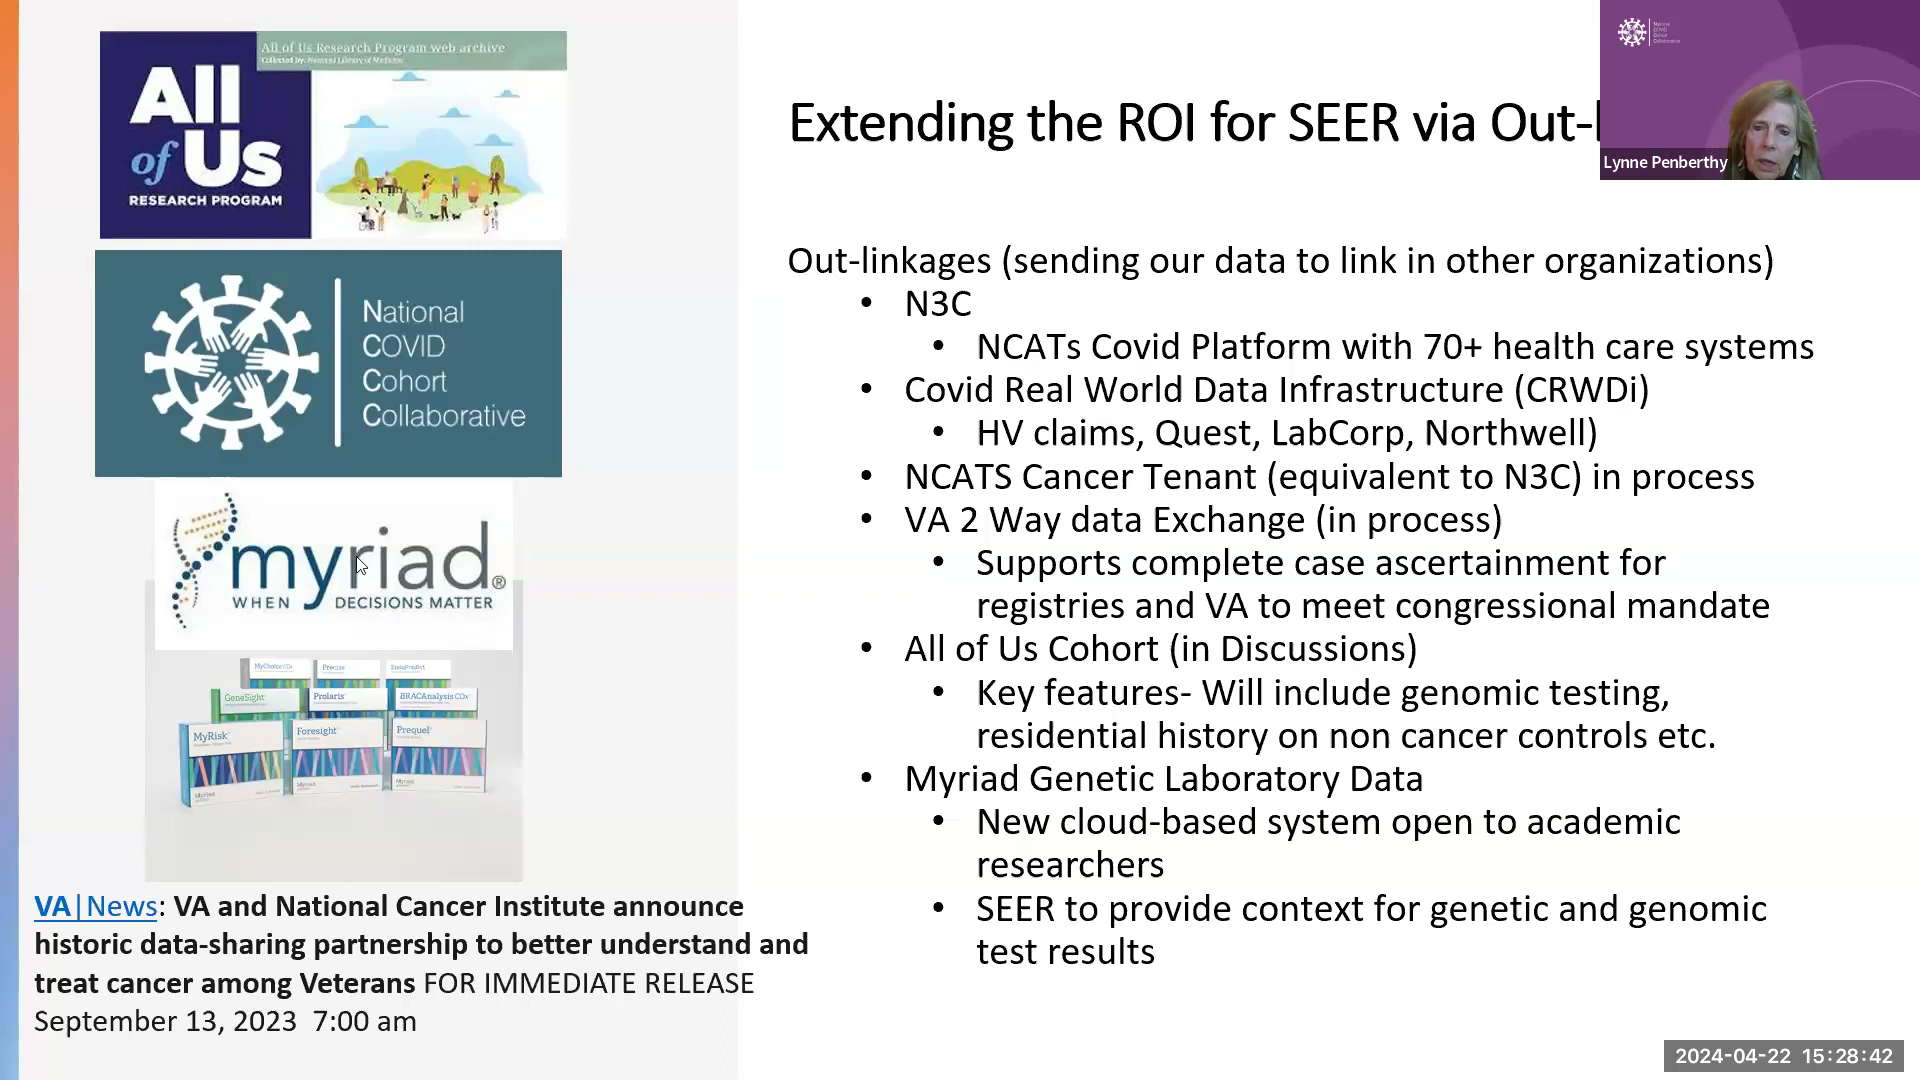 All of Us Research Program web archive
Collected by: National Library of Medicine
All
of Us
RESEARCH PROGRAM
National
COVID
Cohort
Collaborative
myriad®
WHEN DECISIONS MATTER
MyChoice CDx
Precise
EndoPredict
GeneSight
Prolaris
BRACAnalysis CDx
MyRisk
Foresight
Prequel
Myriad
Myriad
Myriad
VA|News: VA and National Cancer Institute announce
historic data-sharing partnership to better understand and
treat cancer among Veterans FOR IMMEDIATE RELEASE
September 13, 2023 7:00 am
Extending the ROI for SEER via Out-
Out-linkages (sending our data to link in other organizations)
• N3C
• NCATs Covid Platform with 70+ health care systems
• Covid Real World Data Infrastructure (CRWDi)
• HV claims, Quest, LabCorp, Northwell)
• NCATS Cancer Tenant (equivalent to N3C) in process
• VA 2 Way data Exchange (in process)
• Supports complete case ascertainment for
registries and VA to meet congressional mandate
• All of Us Cohort (in Discussions)
• Key features- Will include genomic testing,
residential history on non cancer controls etc.
• Myriad Genetic Laboratory Data
• New cloud-based system open to academic
researchers
• SEER to provide context for genetic and genomic
test results
National
COVID
Cohort
Collaborative
Lynne Penberthy
2024-04-22 15:28:42